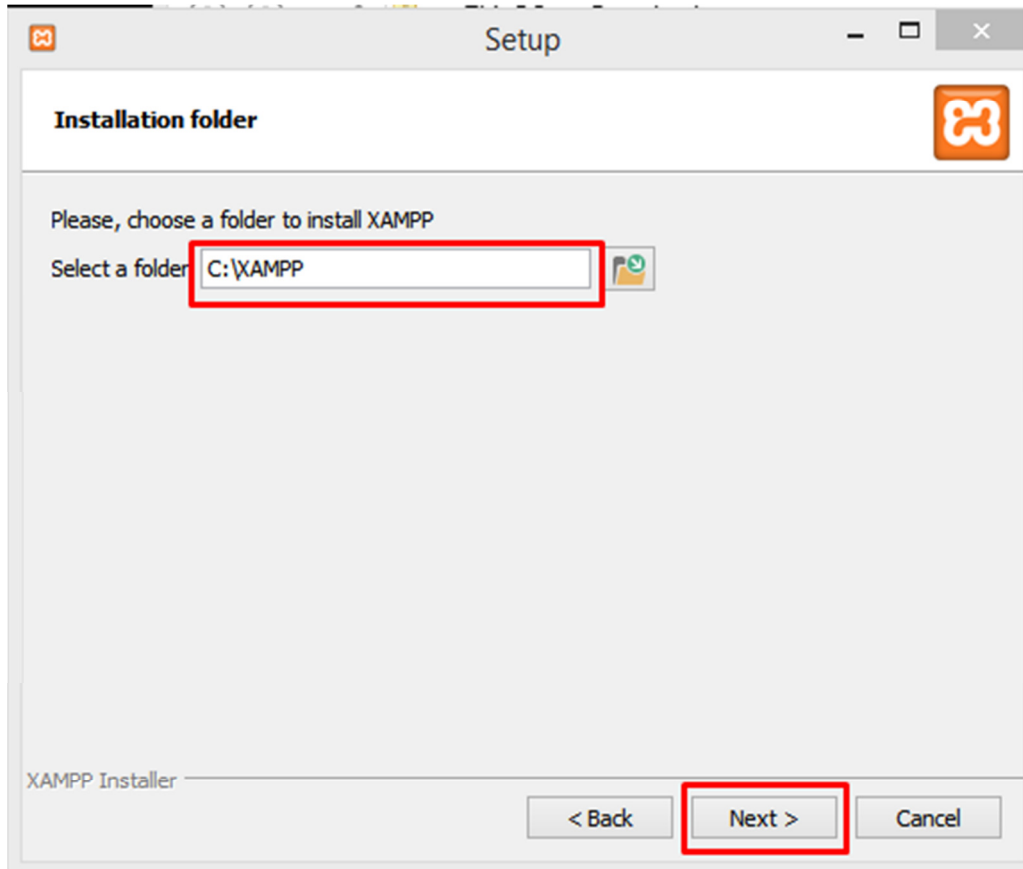 Setup
Installation folder
Please, choose a folder to install XAMPP
Select a folder C:\XAMPP
XAMPP Installer
< Back Next > Cancel